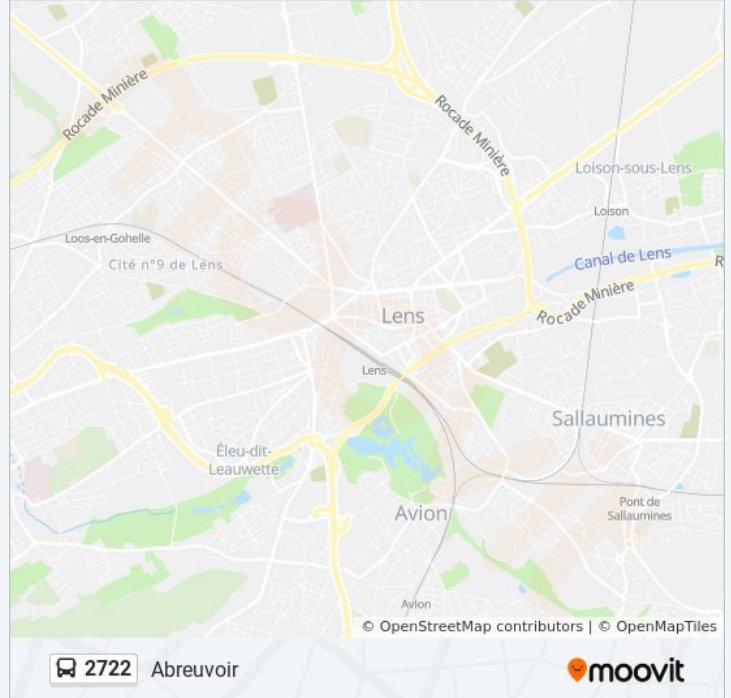 Rocade Minière
Rocade Minière
Loison-sous-Lens
Loison
Loos-en-Gohelle
Canal de Lens
Cité n°9 de Lens
R
Rocade Minière
Lens
Lens
Sallaumines
Éleu-dit-
Leauwette
Pont de
Sallaumines
Avion
Avion
© OpenStreetMap contributors | © OpenMapTiles
2722 Abreuvoir
moovit